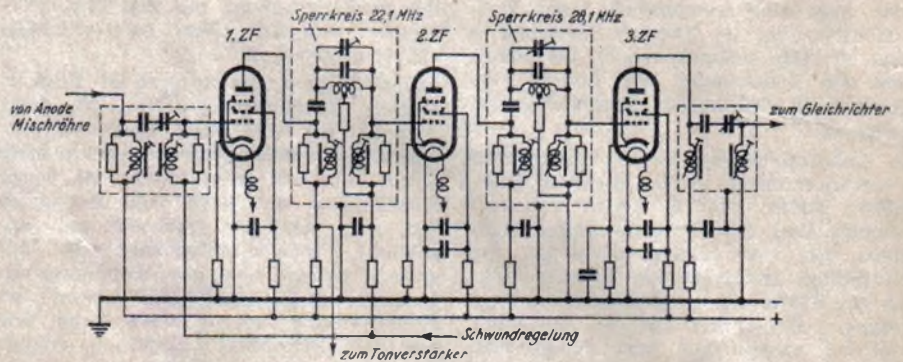 Sperrkreis 22,1 MHz
Sperrkreis 28,1 MHz
1. ZF
2. ZF
3. ZF
von Anode
Mischröhre
zum Gleichrichter
−
+
Schwundregelung
zum Tonverstärker